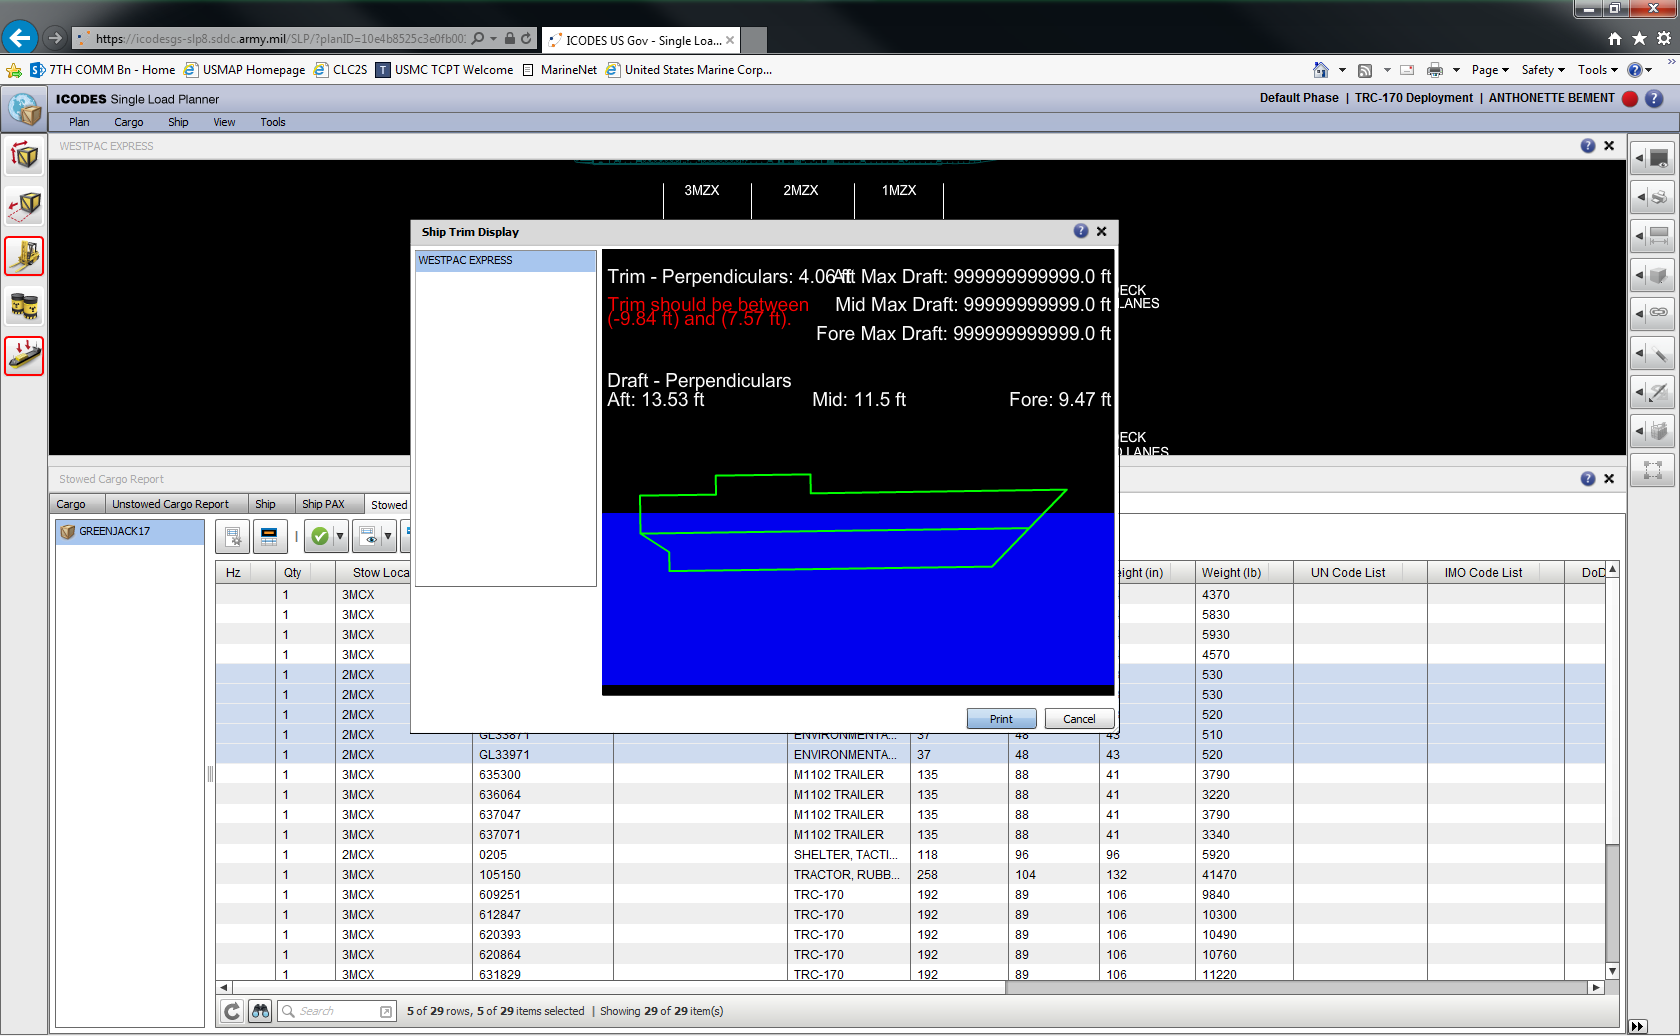 https://icodesgs-slp8.sddc.army.mil/SLP/?planID=10e4b8525c3e0fb00:
ICODES US Gov - Single Loa...
7TH COMM Bn - Home USMAP Homepage CLC2S USMC TCPT Welcome MarineNet United States Marine Corp...
Page Safety Tools
ICODES Single Load Planner
Default Phase | TRC-170 Deployment | ANTHONETTE BEMENT
Plan Cargo Ship View Tools
WESTPAC EXPRESS
3MZX 2MZX 1MZX
Ship Trim Display
WESTPAC EXPRESS
Trim - Perpendiculars: 4.06 ft
Aft Max Draft: 999999999999.0 ft
Trim should be between
(-9.84 ft) and (7.57 ft).
Mid Max Draft: 99999999999.0 ft
Fore Max Draft: 999999999999.0 ft
Draft - Perpendiculars
Aft: 13.53 ft Mid: 11.5 ft Fore: 9.47 ft
Print Cancel
ECK
LANES
ECK
LANES
Stowed Cargo Report
Cargo Unstowed Cargo Report Ship Ship PAX Stowed
GREENJACK17
Hz Qty Stow Loca eight (in) Weight (lb) UN Code List IMO Code List DoD
1 3MCX 4370
1 3MCX 5830
1 3MCX 5930
1 3MCX 4570
1 2MCX 530
1 2MCX 530
1 2MCX 520
1 2MCX GL33871 ENVIRONMENTA... 37 48 43 510
1 2MCX GL33971 ENVIRONMENTA... 37 48 43 520
1 3MCX 635300 M1102 TRAILER 135 88 41 3790
1 3MCX 636064 M1102 TRAILER 135 88 41 3220
1 3MCX 637047 M1102 TRAILER 135 88 41 3790
1 3MCX 637071 M1102 TRAILER 135 88 41 3340
1 2MCX 0205 SHELTER, TACTI... 118 96 96 5920
1 3MCX 105150 TRACTOR, RUBB... 258 104 132 41470
1 3MCX 609251 TRC-170 192 89 106 9840
1 3MCX 612847 TRC-170 192 89 106 10300
1 3MCX 620393 TRC-170 192 89 106 10490
1 3MCX 620864 TRC-170 192 89 106 10760
1 3MCX 631829 TRC-170 192 89 106 11220
Search
5 of 29 rows, 5 of 29 items selected | Showing 29 of 29 item(s)